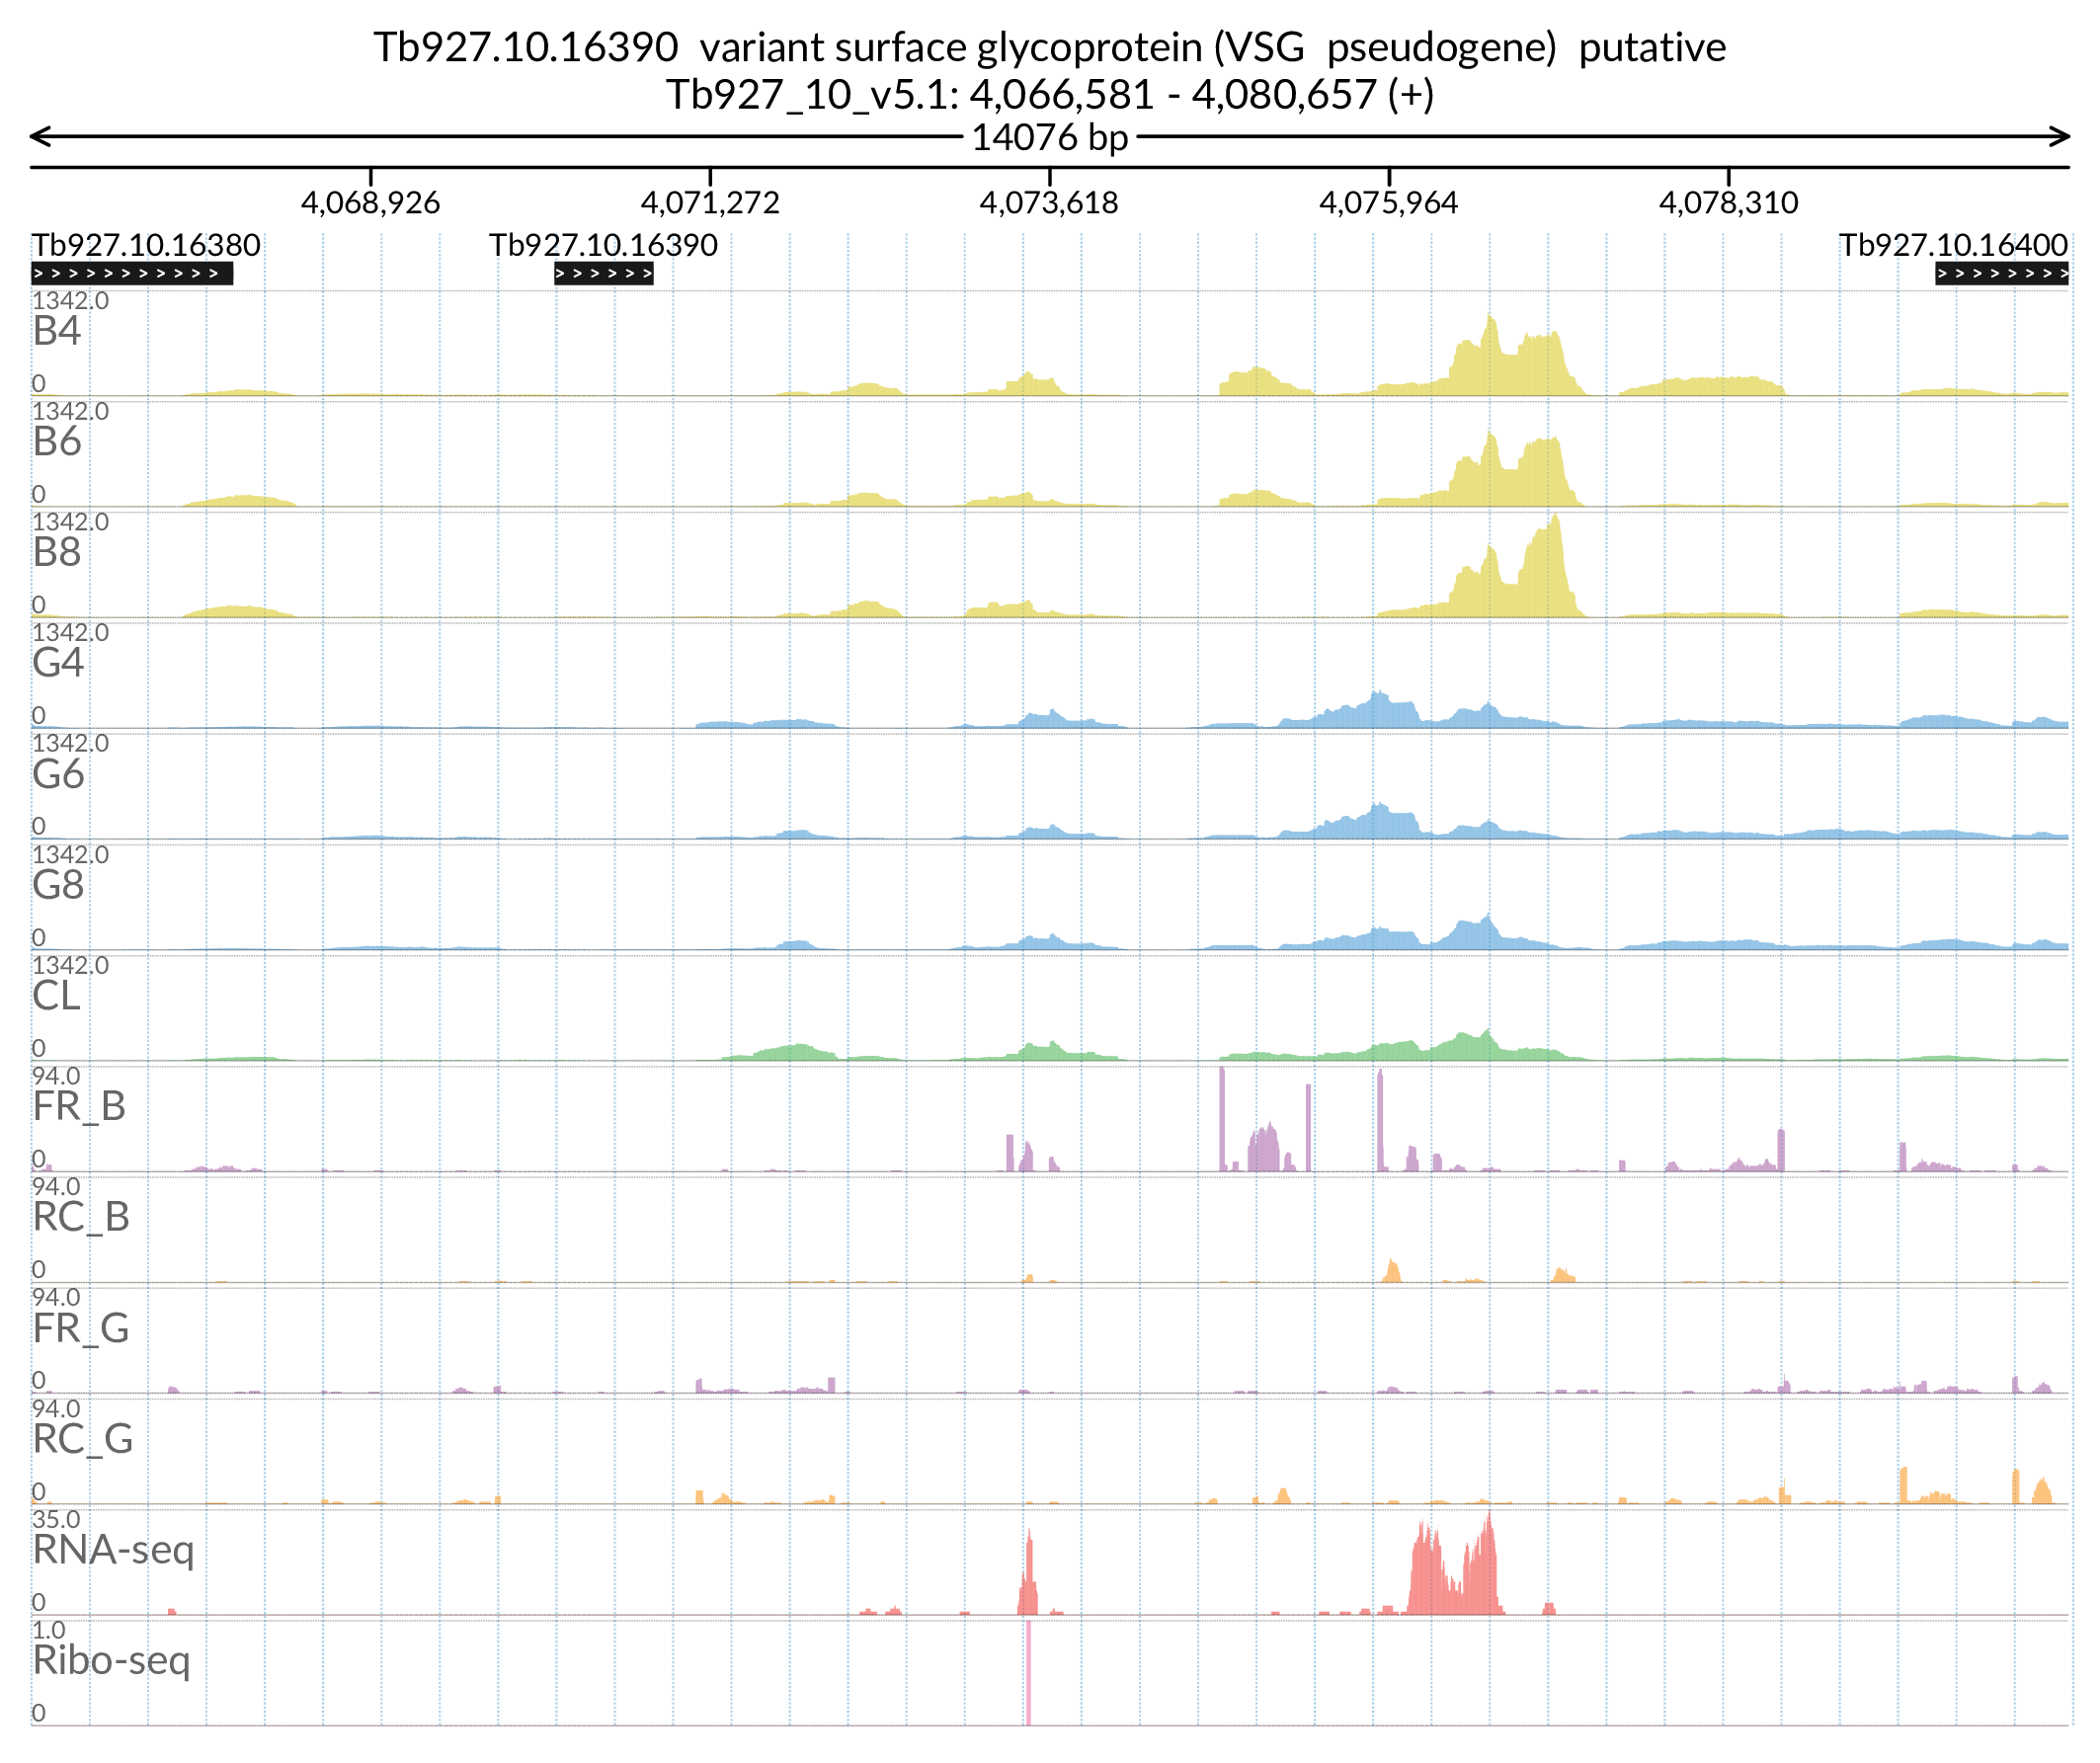 Tb927.10.16390 variant surface glycoprotein (VSG pseudogene) putative
Tb927_10_v5.1: 4,066,581 - 4,080,657 (+)
14076 bp
4,068,926 4,071,272 4,073,618 4,075,964 4,078,310
Tb927.10.16380 Tb927.10.16390 Tb927.10.16400
1342.0
B4
0
1342.0
B6
0
1342.0
B8
0
1342.0
G4
0
1342.0
G6
0
1342.0
G8
0
1342.0
CL
0
94.0
FR_B
0
94.0
RC_B
0
94.0
FR_G
0
94.0
RC_G
0
35.0
RNA-seq
0
1.0
Ribo-seq
0